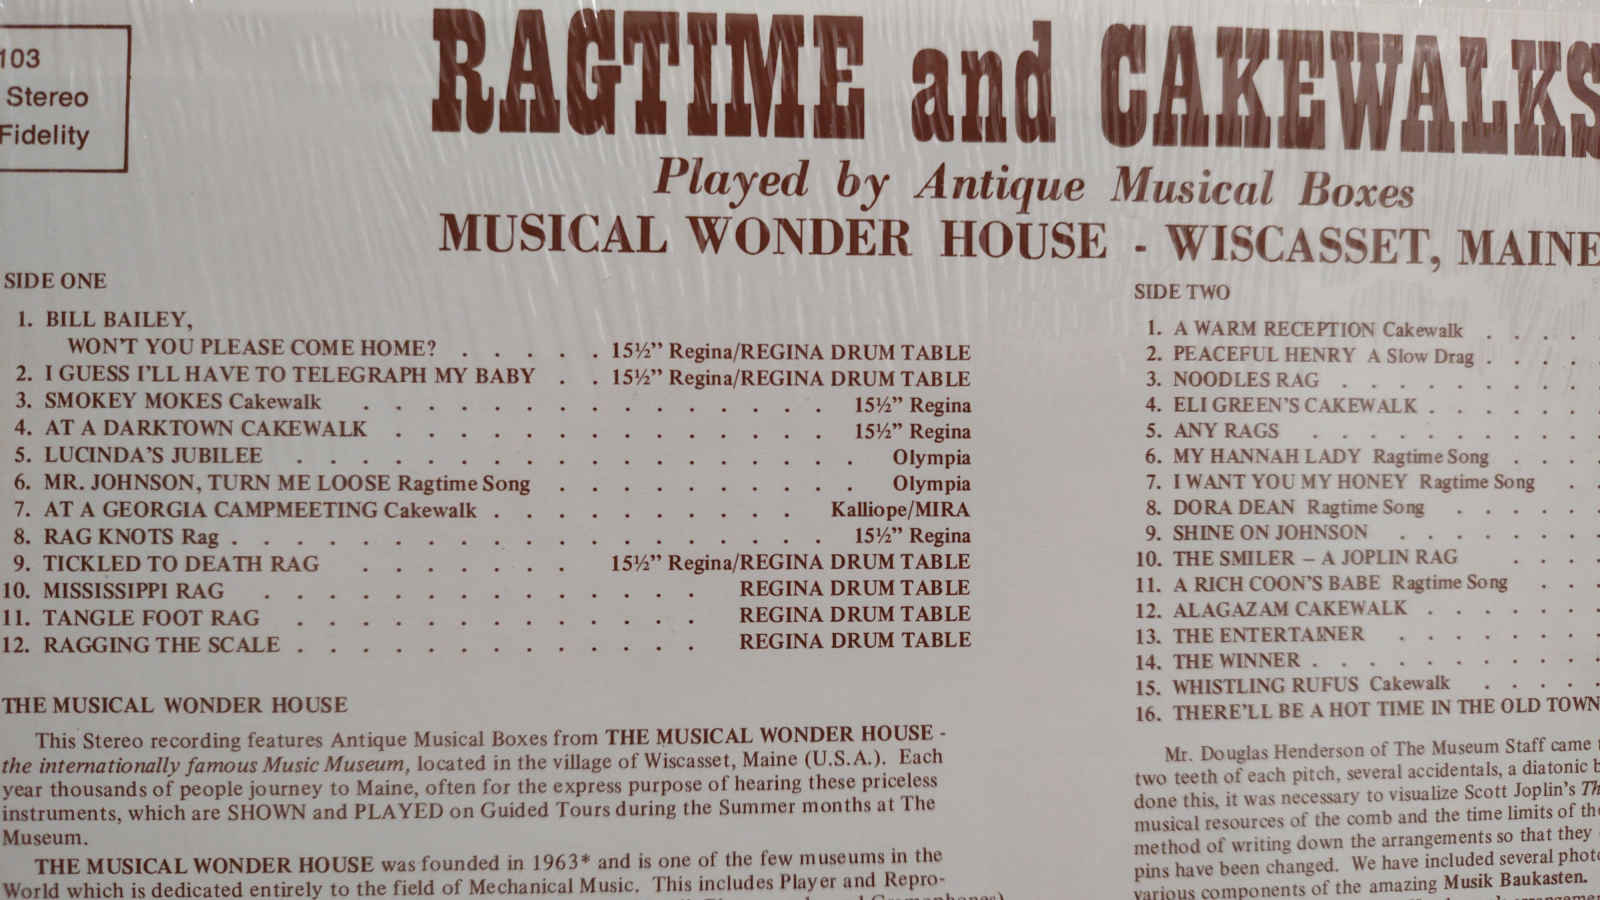 103
Stereo
Fidelity
RAGTIME and CAKEWALKS
Played by Antique Musical Boxes
MUSICAL WONDER HOUSE - WISCASSET, MAINE
SIDE ONE
1. BILL BAILEY,
WON'T YOU PLEASE COME HOME? . . . . . 15½" Regina/REGINA DRUM TABLE
2. I GUESS I'LL HAVE TO TELEGRAPH MY BABY . . 15½" Regina/REGINA DRUM TABLE
3. SMOKEY MOKES Cakewalk . . . . . . . . . . . . . . . 15½" Regina
4. AT A DARKTOWN CAKEWALK . . . . . . . . . . . . . . 15½" Regina
5. LUCINDA'S JUBILEE . . . . . . . . . . . . . . . . . . Olympia
6. MR. JOHNSON, TURN ME LOOSE Ragtime Song . . . . . . . . . . Olympia
7. AT A GEORGIA CAMPMEETING Cakewalk . . . . . . . . . . Kalliope/MIRA
8. RAG KNOTS Rag . . . . . . . . . . . . . . . . . . . 15½" Regina
9. TICKLED TO DEATH RAG . . . . . . . 15½" Regina/REGINA DRUM TABLE
10. MISSISSIPPI RAG . . . . . . . . . . . . . . REGINA DRUM TABLE
11. TANGLE FOOT RAG . . . . . . . . . . . . . REGINA DRUM TABLE
12. RAGGING THE SCALE . . . . . . . . . . . . . REGINA DRUM TABLE
THE MUSICAL WONDER HOUSE
This Stereo recording features Antique Musical Boxes from THE MUSICAL WONDER HOUSE -
the internationally famous Music Museum, located in the village of Wiscasset, Maine (U.S.A.). Each
year thousands of people journey to Maine, often for the express purpose of hearing these priceless
instruments, which are SHOWN and PLAYED on Guided Tours during the Summer months at The
Museum.
THE MUSICAL WONDER HOUSE was founded in 1963* and is one of the few museums in the
World which is dedicated entirely to the field of Mechanical Music. This includes Player and Repro-
SIDE TWO
1. A WARM RECEPTION Cakewalk . . . .
2. PEACEFUL HENRY A Slow Drag . . . .
3. NOODLES RAG . . . . . . . . .
4. ELI GREEN'S CAKEWALK . . . . . .
5. ANY RAGS . . . . . . . . . .
6. MY HANNAH LADY Ragtime Song . . .
7. I WANT YOU MY HONEY Ragtime Song . .
8. DORA DEAN Ragtime Song . . . . . .
9. SHINE ON JOHNSON . . . . . . .
10. THE SMILER – A JOPLIN RAG . . . .
11. A RICH COON'S BABE Ragtime Song . . .
12. ALAGAZAM CAKEWALK . . . . . .
13. THE ENTERTAINER . . . . . . .
14. THE WINNER . . . . . . . . . .
15. WHISTLING RUFUS Cakewalk . . . .
16. THERE'LL BE A HOT TIME IN THE OLD TOWN
Mr. Douglas Henderson of The Museum Staff came
two teeth of each pitch, several accidentals, a diatonic
done this, it was necessary to visualize Scott Joplin's
musical resources of the comb and the time limits of
method of writing down the arrangements so that they
pins have been changed. We have included several
various components of the amazing Musik Baukasten.